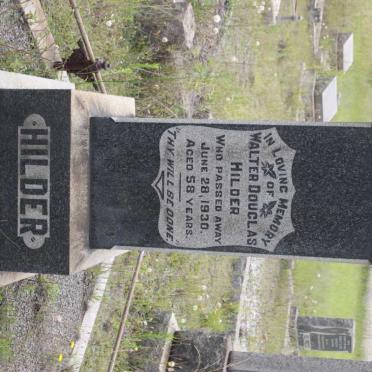 IN LOVING MEMORY
OF
WALTER DOUGLAS
HILDER
WHO PASSED AWAY
JUNE 28, 1930.
AGED 58 YEARS.
"THY WILL BE DONE."
HILDER